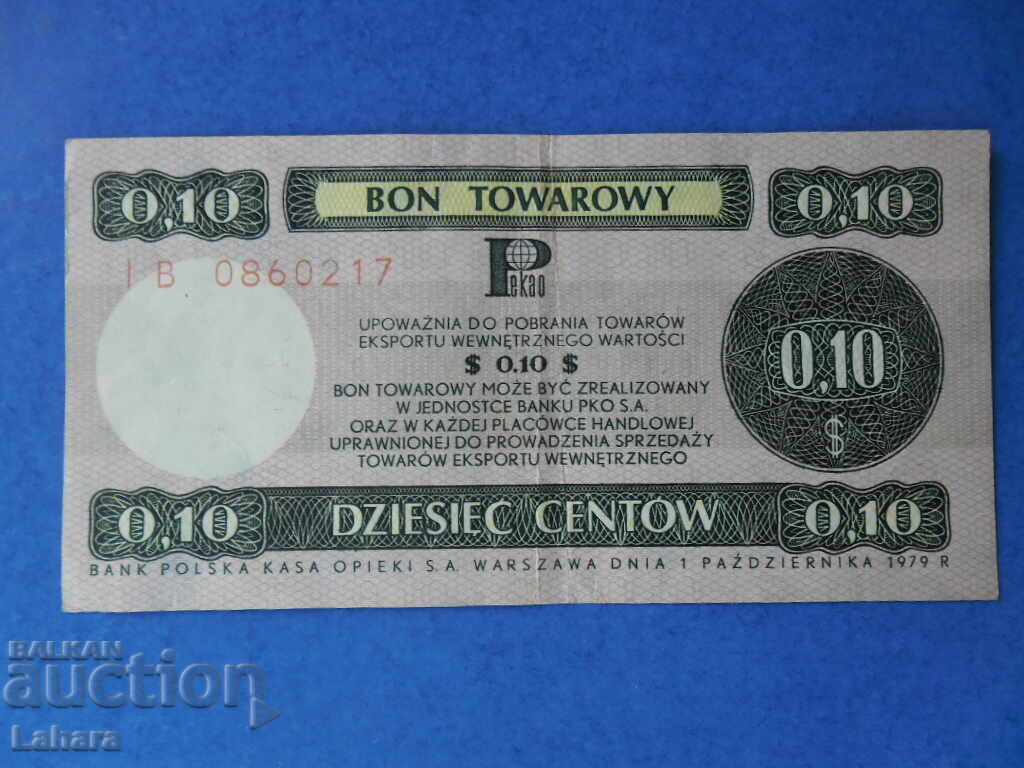 0,10 BON TOWAROWY 0,10
I B 0860217
Pekao
UPOWAŻNIA DO POBRANIA TOWARÓW
EKSPORTU WEWNĘTRZNEGO WARTOŚCI
$ 0.10 $
BON TOWAROWY MOŻE BYĆ ZREALIZOWANY
W JEDNOSTCE BANKU PKO S.A.
ORAZ W KAŻDEJ PLACÓWCE HANDLOWEJ
UPRAWNIONEJ DO PROWADZENIA SPRZEDAŻY
TOWARÓW EKSPORTU WEWNĘTRZNEGO
0,10
$
0,10 DZIESIĘĆ CENTÓW 0,10
BANK POLSKA KASA OPIEKI S.A. WARSZAWA DNIA 1 PAŹDZIERNIKA 1979 R
BALKAN
auction
Lahara